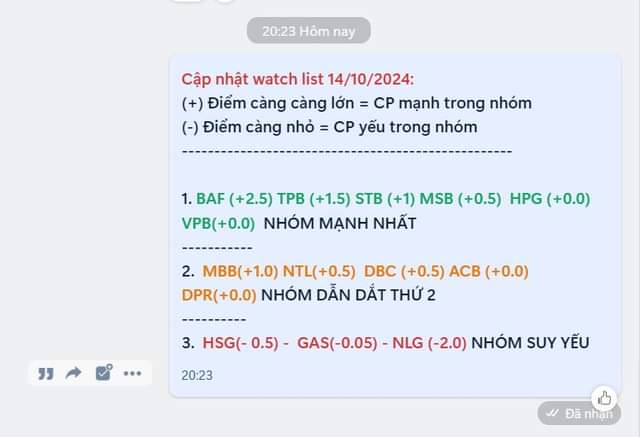 20:23 Hôm nay
Cập nhật watch list 14/10/2024:
(+) Điểm càng càng lớn = CP mạnh trong nhóm
(-) Điểm càng nhỏ = CP yếu trong nhóm
--------------------------------------------------
1. BAF (+2.5) TPB (+1.5) STB (+1) MSB (+0.5)  HPG (+0.0)
VPB(+0.0)  NHÓM MẠNH NHẤT
-----------
2.  MBB(+1.0) NTL(+0.5)  DBC (+0.5) ACB (+0.0)
DPR(+0.0) NHÓM DẪN DẮT THỨ 2
----------
3.  HSG(- 0.5) -  GAS(-0.05) - NLG (-2.0) NHÓM SUY YẾU
20:23
Đã nhận